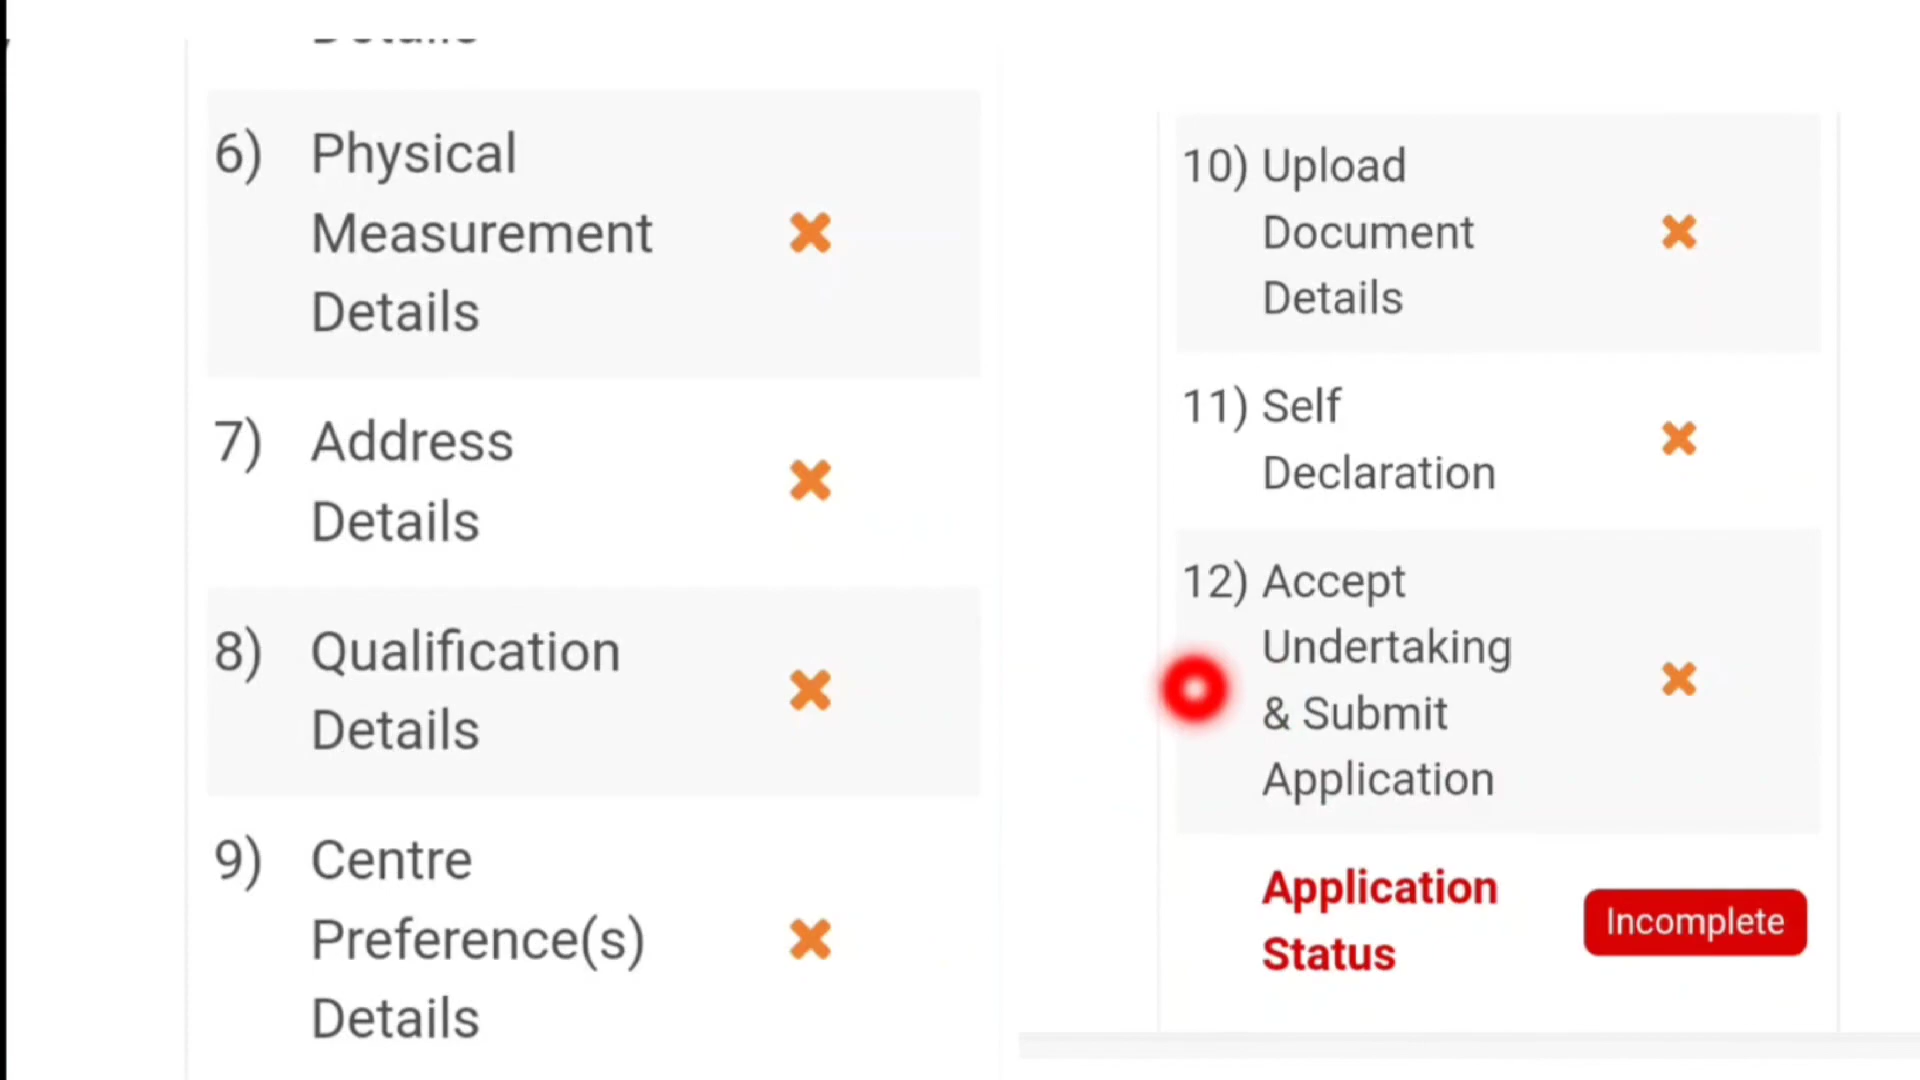 6) Physical
Measurement
Details
7) Address
Details
8) Qualification
Details
9) Centre
Preference(s)
Details
10) Upload
Document
Details
11) Self
Declaration
12) Accept
Undertaking
& Submit
Application
Application
Status
Incomplete